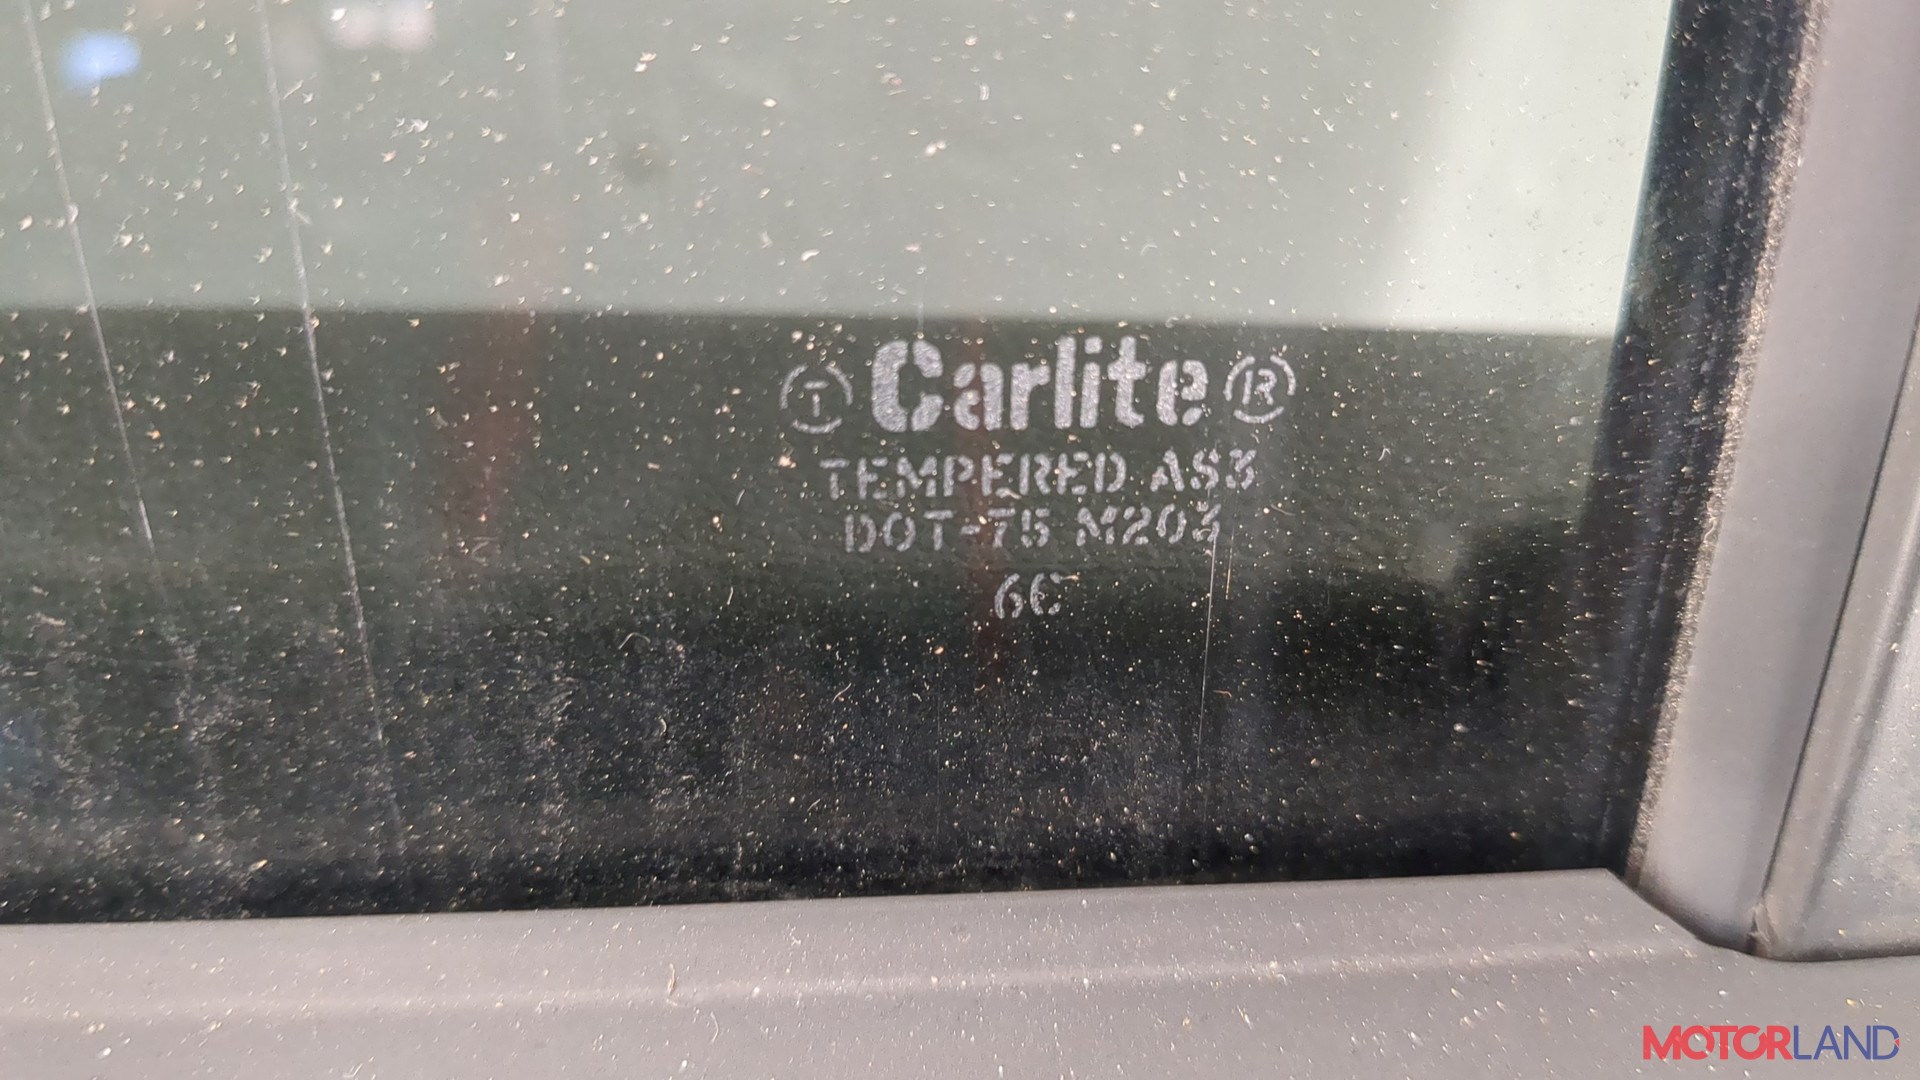 T Carlite R
TEMPERED AS3
DOT-75 M203
6C
MOTORLAND